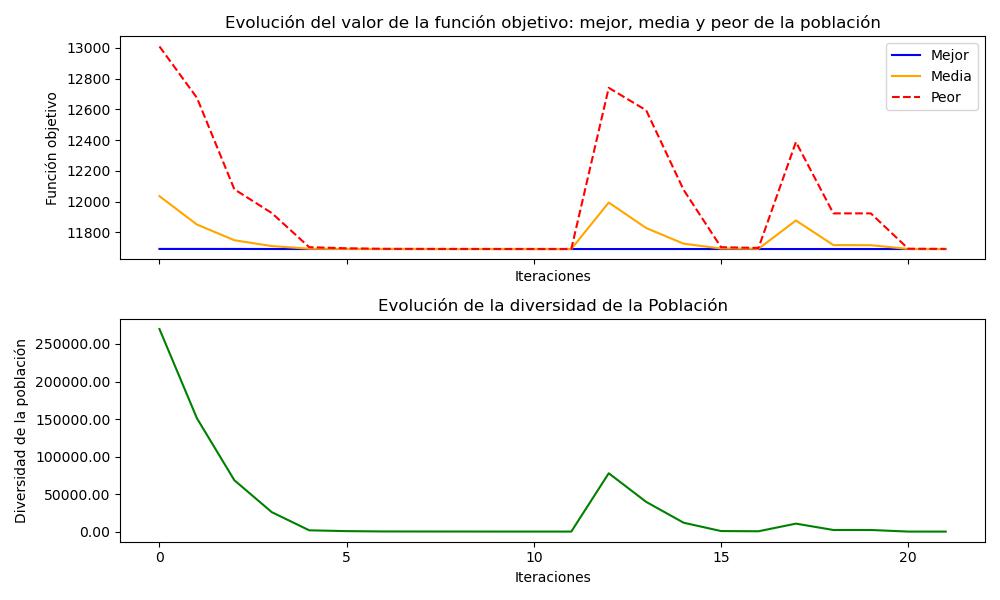 Evolución del valor de la función objetivo: mejor, media y peor de la población
13000
12800
12600
12400
12200
12000
11800
Función objetivo
Mejor
Media
Peor
Iteraciones
Evolución de la diversidad de la Población
250000.00
200000.00
150000.00
100000.00
50000.00
0.00
Diversidad de la población
0 5 10 15 20
Iteraciones